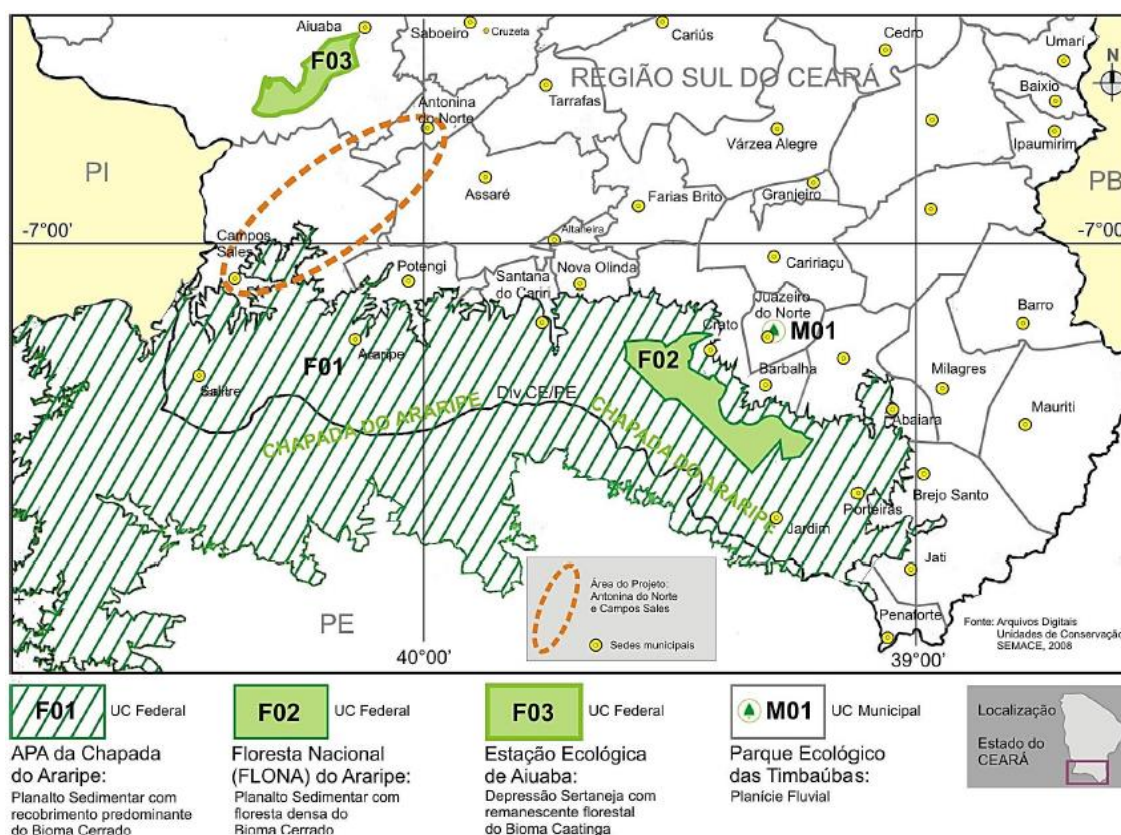 Aiuaba
Saboeiro
Cruzeta
Cariús
Cedro
Umarí
N
F03
REGIÃO SUL DO CEARÁ
Baixio
Antonina
do Norte
Tarrafas
Várzea Alegre
Ipaumirim
PI
Assaré
Farias Brito
Granjeiro
PB
-7°00'
-7°00'
Campos
Sales
Altaneira
Potengi
Santana
do Cariri
Nova Olinda
Caririaçu
Juazeiro
do Norte
Barro
Crato
M01
F01
Araripe
F02
Barbalha
Milagres
Salitre
Div.CE/PE
Mauriti
CHAPADA DO ARARIPE
CHAPADA DO ARARIPE
Abaiara
Brejo Santo
Porteiras
Jardim
Jati
Área do Projeto:
Antonina do Norte
e Campos Sales
Sedes municipais
PE
Penaforte
Fonte: Arquivos Digitais
Unidades de Conservação
SEMACE, 2008
40°00'
39°00'
F01 UC Federal
APA da Chapada
do Araripe:
Planalto Sedimentar com
recobrimento predominante
do Bioma Cerrado
F02 UC Federal
Floresta Nacional
(FLONA) do Araripe:
Planalto Sedimentar com
floresta densa do
Bioma Cerrado
F03 UC Federal
Estação Ecológica
de Aiuaba:
Depressão Sertaneja com
remanescente florestal
do Bioma Caatinga
M01 UC Municipal
Parque Ecológico
das Timbaúbas:
Planície Fluvial
Localização
Estado do
CEARÁ